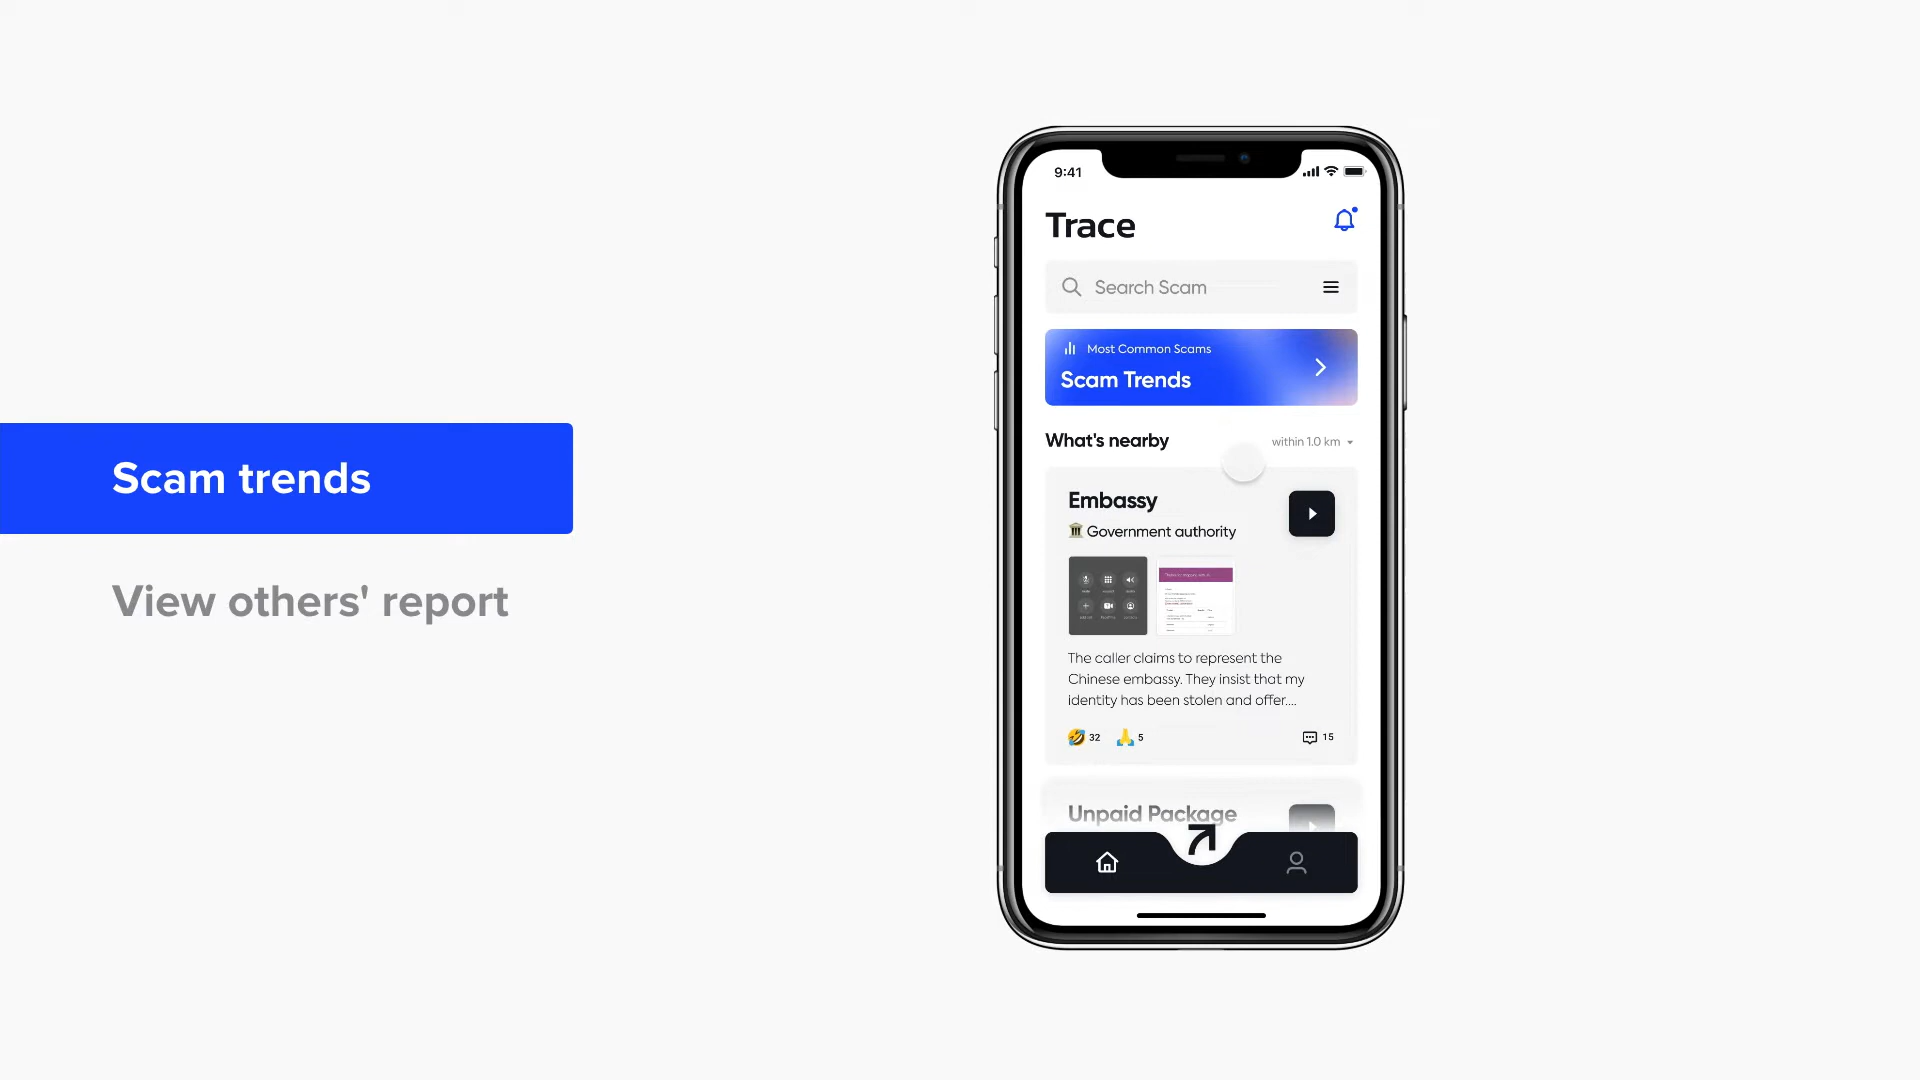 Scam trends
View others' report
9:41
Trace
Search Scam
Most Common Scams
Scam Trends
What's nearby
within 1.0 km
Embassy
Government authority
The caller claims to represent the
Chinese embassy. They insist that my
identity has been stolen and offer....
32
5
15
Unpaid Package